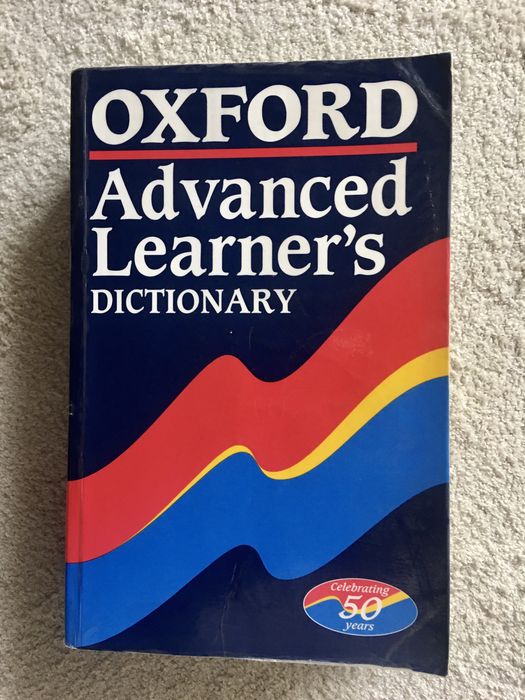 OXFORD
Advanced
Learner's
DICTIONARY
Celebrating
50
years